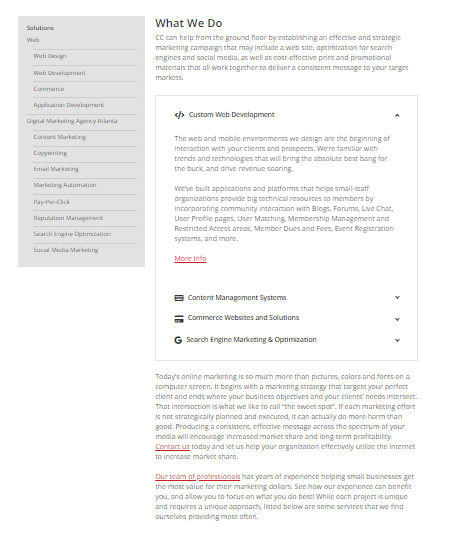 Solutions
Web
Web Design
Web Development
Commerce
Application Development
Digital Marketing Agency Atlanta
Content Marketing
Copywriting
Email Marketing
Marketing Automation
Pay-Per-Click
Reputation Management
Search Engine Optimization
Social Media Marketing
What We Do
CC can help from the ground floor by establishing an effective and strategic
marketing campaign that may include a web site, optimization for search
engines and social media, as well as cost-effective print and promotional
materials that all work together to deliver a consistent message to your target
markets.
Custom Web Development
The web and mobile environments we design are the beginning of
interaction with your clients and prospects. We're familiar with
trends and technologies that will bring the absolute best bang for
the buck, and drive revenue soaring.
We've built applications and platforms that helps small-staff
organizations provide big technical resources to members by
incorporating community interaction with Blogs, Forums, Live Chat,
User Profile pages, User Matching, Membership Management and
Restricted Access areas, Member Dues and Fees, Event Registration
systems, and more.
More Info
Content Management Systems
Commerce Websites and Solutions
Search Engine Marketing & Optimization
Today's online marketing is so much more than pictures, colors and fonts on a
computer screen. It begins with a marketing strategy that targets your perfect
client and ends where your business objectives and your clients' needs intersect.
That intersection is what we like to call "the sweet spot". If each marketing effort
is not strategically planned and executed, it can actually do more harm than
good. Producing a consistent, effective message across the spectrum of your
media will encourage increased market share and long-term profitability.
Contact us today and let us help your organization effectively utilize the internet
to increase market share.
Our team of professionals has years of experience helping small businesses get
the most value for their marketing dollars. See how our experience can benefit
you, and allow you to focus on what you do best! While each project is unique
and requires a unique approach, listed below are some services that we find
ourselves providing most often.